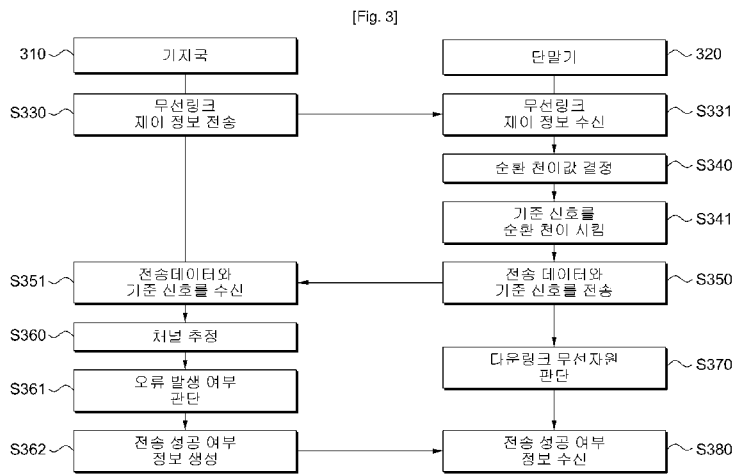 [Fig. 3]
310
기지국
단말기
320
S330
무선링크
제어 정보 전송
무선링크
제어 정보 수신
S331
순환 천이값 결정
S340
기준 신호를
순환 천이 시킴
S341
S351
전송데이터와
기준 신호를 수신
전송 데이터와
기준 신호를 전송
S350
S360
채널 추정
S361
오류 발생 여부
판단
다운링크 무선자원
판단
S370
S362
전송 성공 여부
정보 생성
전송 성공 여부
정보 수신
S380